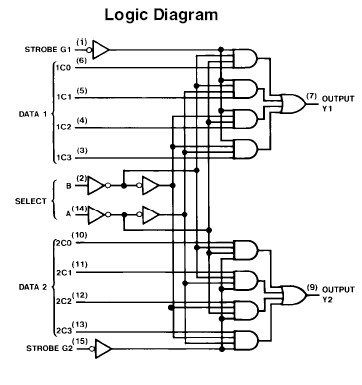 Logic Diagram
STROBE G1 (1)
1C0 (6)
1C1 (5)
DATA 1
1C2 (4)
1C3 (3)
(7) OUTPUT
Y1
B (2)
SELECT
A (14)
2C0 (10)
2C1 (11)
DATA 2
2C2 (12)
2C3 (13)
STROBE G2 (15)
(9) OUTPUT
Y2